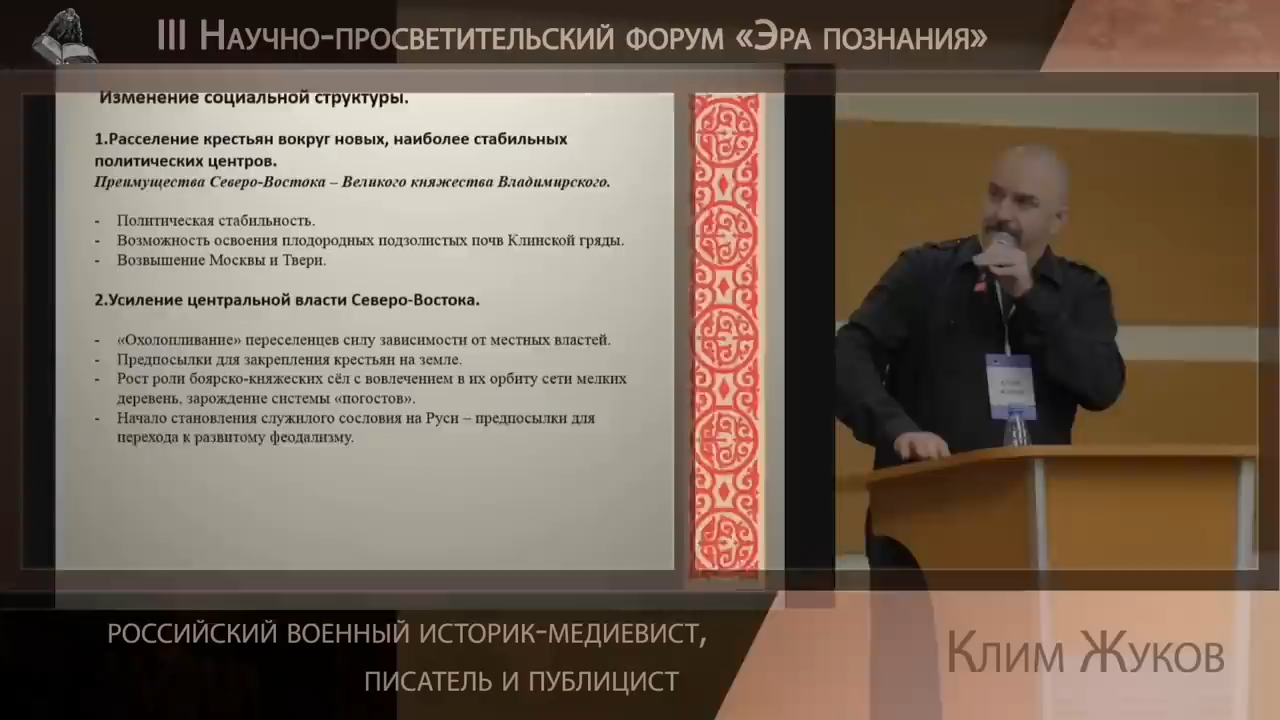 III Научно-просветительский форум «Эра познания»
Изменение социальной структуры.
1.Расселение крестьян вокруг новых, наиболее стабильных
политических центров.
Преимущества Северо-Востока – Великого княжества Владимирского.
- Политическая стабильность.
- Возможность освоения плодородных подзолистых почв Клинской гряды.
- Возвышение Москвы и Твери.
2.Усиление центральной власти Северо-Востока.
- «Охолопливание» переселенцев силу зависимости от местных властей.
- Предпосылки для закрепления крестьян на земле.
- Рост роли боярско-княжеских сёл с вовлечением в их орбиту сети мелких
деревень, зарождение системы «погостов».
- Начало становления служилого сословия на Руси – предпосылки для
перехода к развитому феодализму.
российский военный историк-медиевист,
писатель и публицист
Клим Жуков